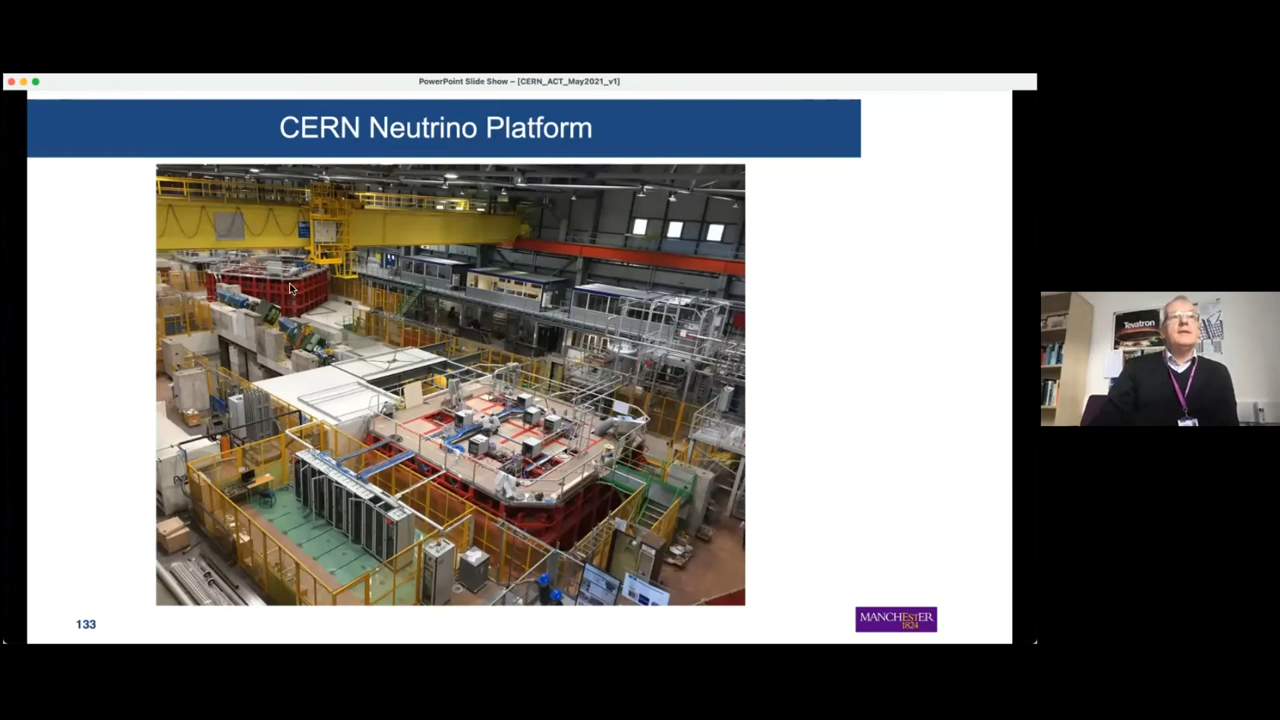 PowerPoint Slide Show – [CERN_ACT_May2021_v1]
CERN Neutrino Platform
Tevatron
133
MANCHESTER
1824